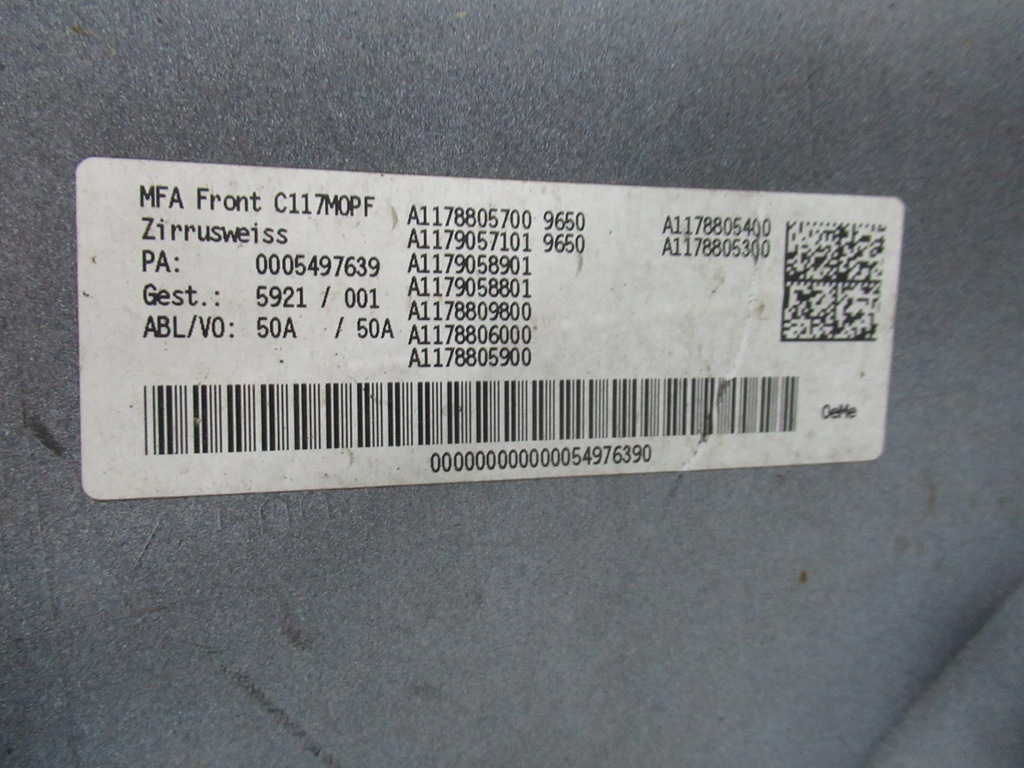 MFA Front C117MOPF
Zirrusweiss
PA: 0005497639
Gest.: 5921 / 001
ABL/VO: 50A / 50A
A1178805700 9650
A1179057101 9650
A1179058901
A1179058801
A1178809800
A1178806000
A1178805900
A1178805400
A1178805300
OeMe
000000000000054976390